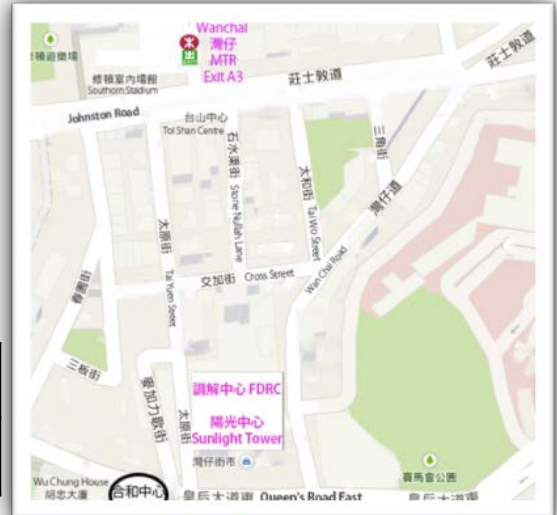 Wanchai
灣仔
MTR
Exit A3
修頓遊樂場
修頓室內場館
Southorn Stadium
莊士敦道
莊士敦道
Johnston Road
台山中心
Toi Shan Centre
石水渠街 Stone Nullah Lane
三角街
太和街 Tai Wo Street
灣仔道
Wan Chai Road
太原街 Tai Yuen Street
春園街
交加街 Cross Street
三板街
麥加力歌街
太原街
調解中心 FDRC
陽光中心
Sunlight Tower
灣仔街市
Wu Chung House
胡忠大廈
合和中心
皇后大道東 Queen's Road East
皇后大道東
賽馬會公園